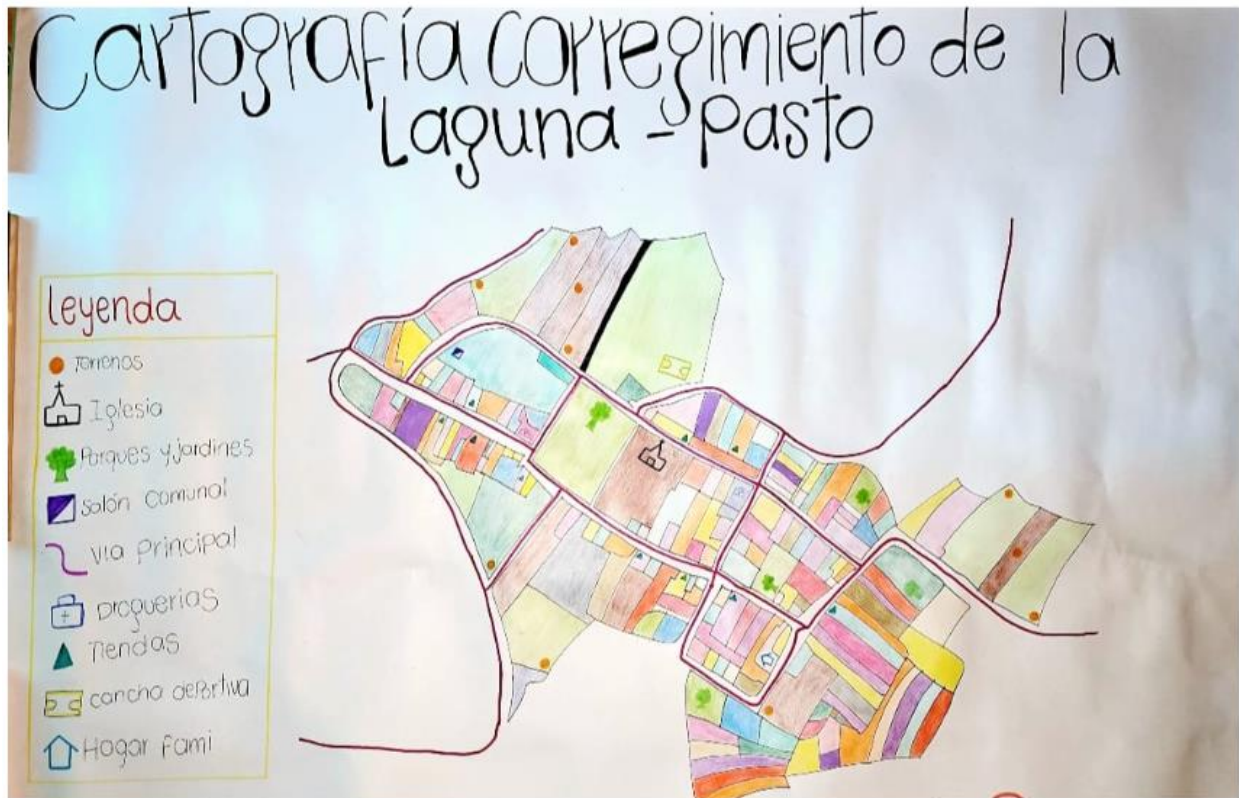 Cartografía Corregimiento de la
Laguna - Pasto
leyenda
Terrenos
Iglesia
Parques y jardines
Salón Comunal
Vía Principal
Droguerias
Tiendas
cancha deportiva
Hogar Fami